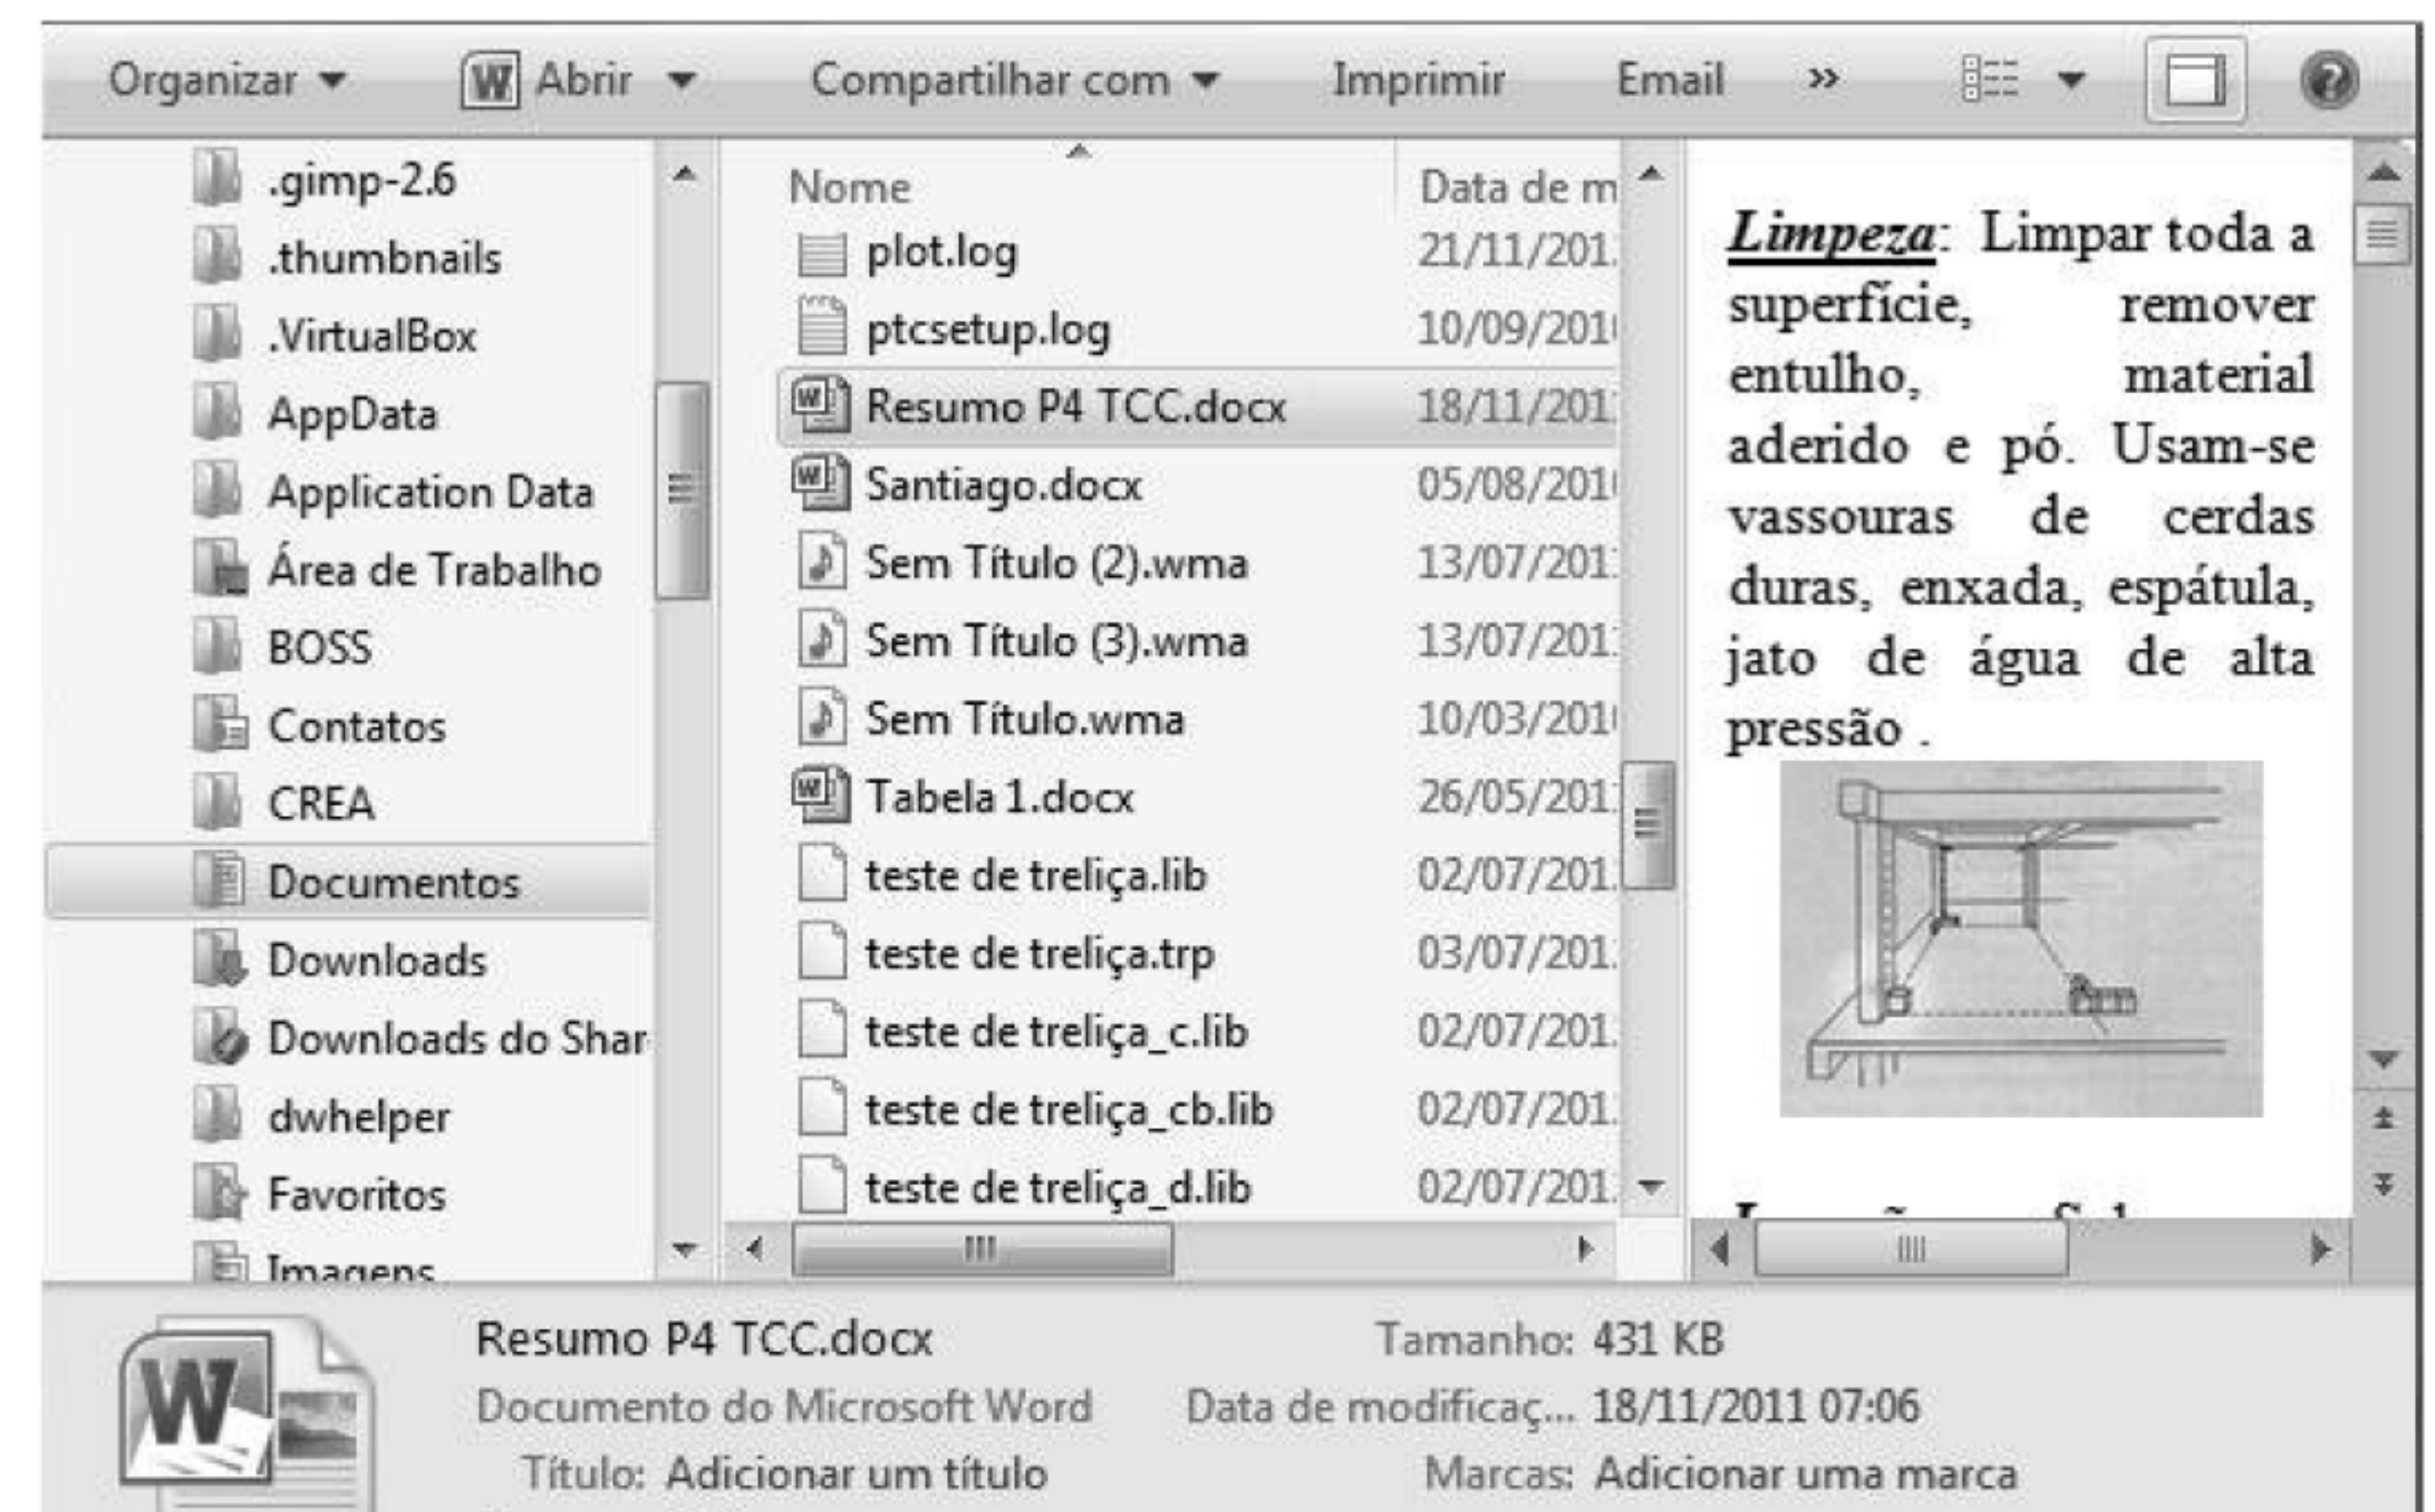 Organizar Abrir Compartilhar com Imprimir Email »
.gimp-2.6
.thumbnails
.VirtualBox
AppData
Application Data
Área de Trabalho
BOSS
Contatos
CREA
Documentos
Downloads
Downloads do Shar
dwhelper
Favoritos
Imagens
Nome Data de m
plot.log 21/11/201
ptcsetup.log 10/09/201
Resumo P4 TCC.docx 18/11/201
Santiago.docx 05/08/201
Sem Título (2).wma 13/07/201
Sem Título (3).wma 13/07/201
Sem Título.wma 10/03/201
Tabela 1.docx 26/05/201
teste de treliça.lib 02/07/201
teste de treliça.trp 03/07/201
teste de treliça_c.lib 02/07/201
teste de treliça_cb.lib 02/07/201
teste de treliça_d.lib 02/07/201
Limpeza: Limpar toda a
superfície, remover
entulho, material
aderido e pó. Usam-se
vassouras de cerdas
duras, enxada, espátula,
jato de água de alta
pressão .
Resumo P4 TCC.docx
Documento do Microsoft Word
Título: Adicionar um título
Tamanho: 431 KB
Data de modificaç... 18/11/2011 07:06
Marcas: Adicionar uma marca